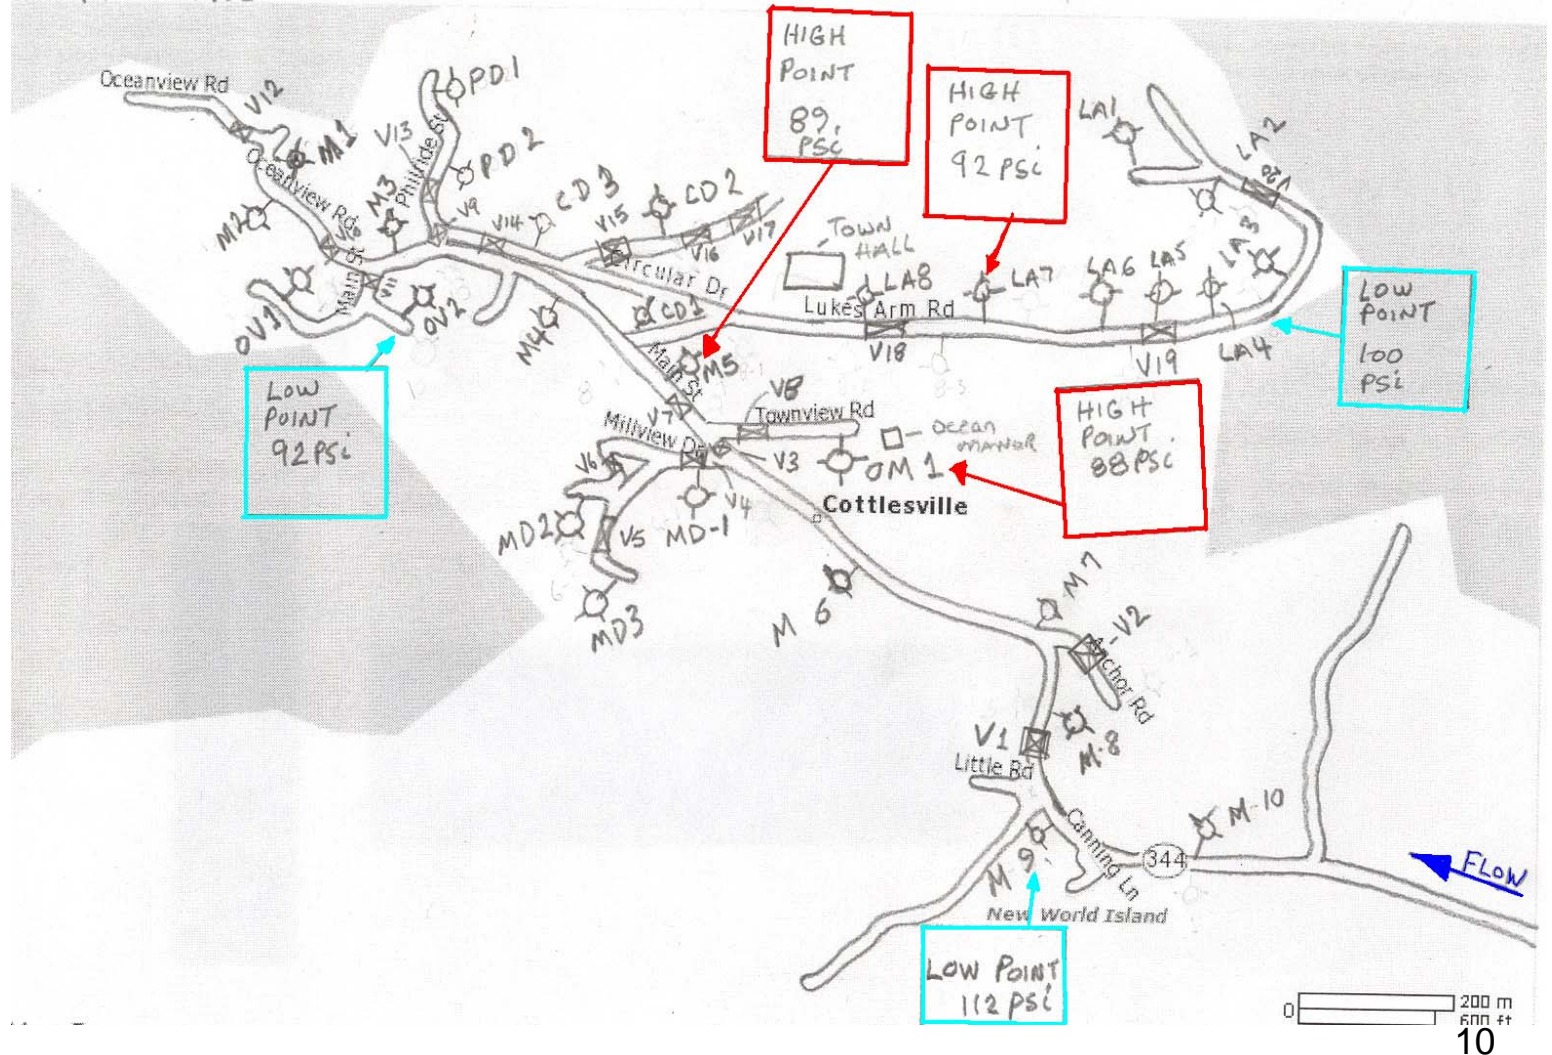 Oceanview Rd
V12
M1
PD1
V13
Philride St
PD2
Oceanview Rd
M2
M3
V9
V14
CD3
V15
CD2
V16
V17
Main St
V11
OV1
OV2
M4
Circular Dr
CD1
HIGH
POINT
89.
PSi
HIGH
POINT
92 PSi
LA1
LA2
V20
LA3
TOWN
HALL
LA8
LA7
LA6
LA5
LA4
Lukes Arm Rd
V18
V19
LOW
POINT
100
PSi
LOW
POINT
92 PSi
Main St
M5
V7
V8
Townview Rd
Millview Dr
V3
V4
V6
OCEAN
MANOR
OM 1
HIGH
POINT.
88 PSi
Cottlesville
MD2
V5
MD-1
MD3
M 6
M 7
V2
Anchor Rd
V1
M-8
Little Rd
M-10
Canning Ln
344
M-9
FLOW
New World Island
LOW POINT
112 PSi
0
200 m
600 ft
10